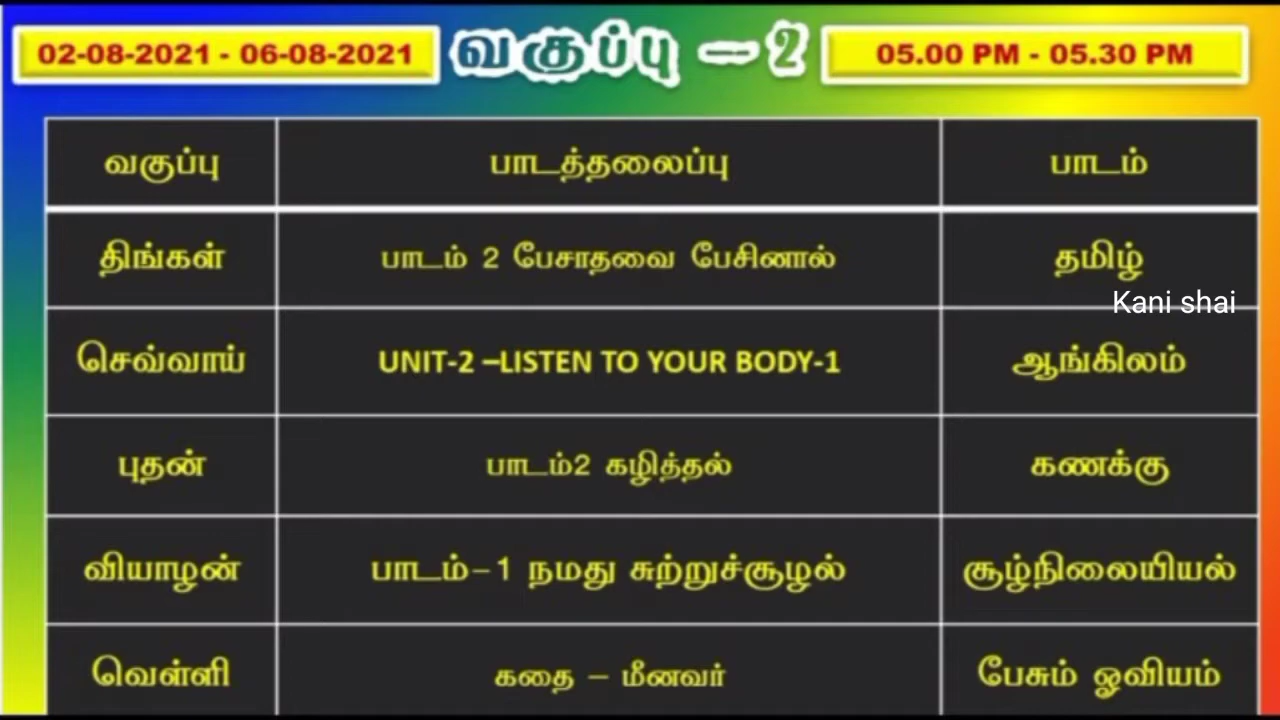 02-08-2021 - 06-08-2021 வகுப்பு – 2 05.00 PM - 05.30 PM
வகுப்பு பாடத்தலைப்பு பாடம்
திங்கள் பாடம் 2 பேசாதவை பேசினால் தமிழ்
Kani shai
செவ்வாய் UNIT-2 –LISTEN TO YOUR BODY-1 ஆங்கிலம்
புதன் பாடம்2 கழித்தல் கணக்கு
வியாழன் பாடம்–1 நமது சுற்றுச்சூழல் சூழ்நிலையியல்
வெள்ளி கதை – மீனவர் பேசும் ஓவியம்